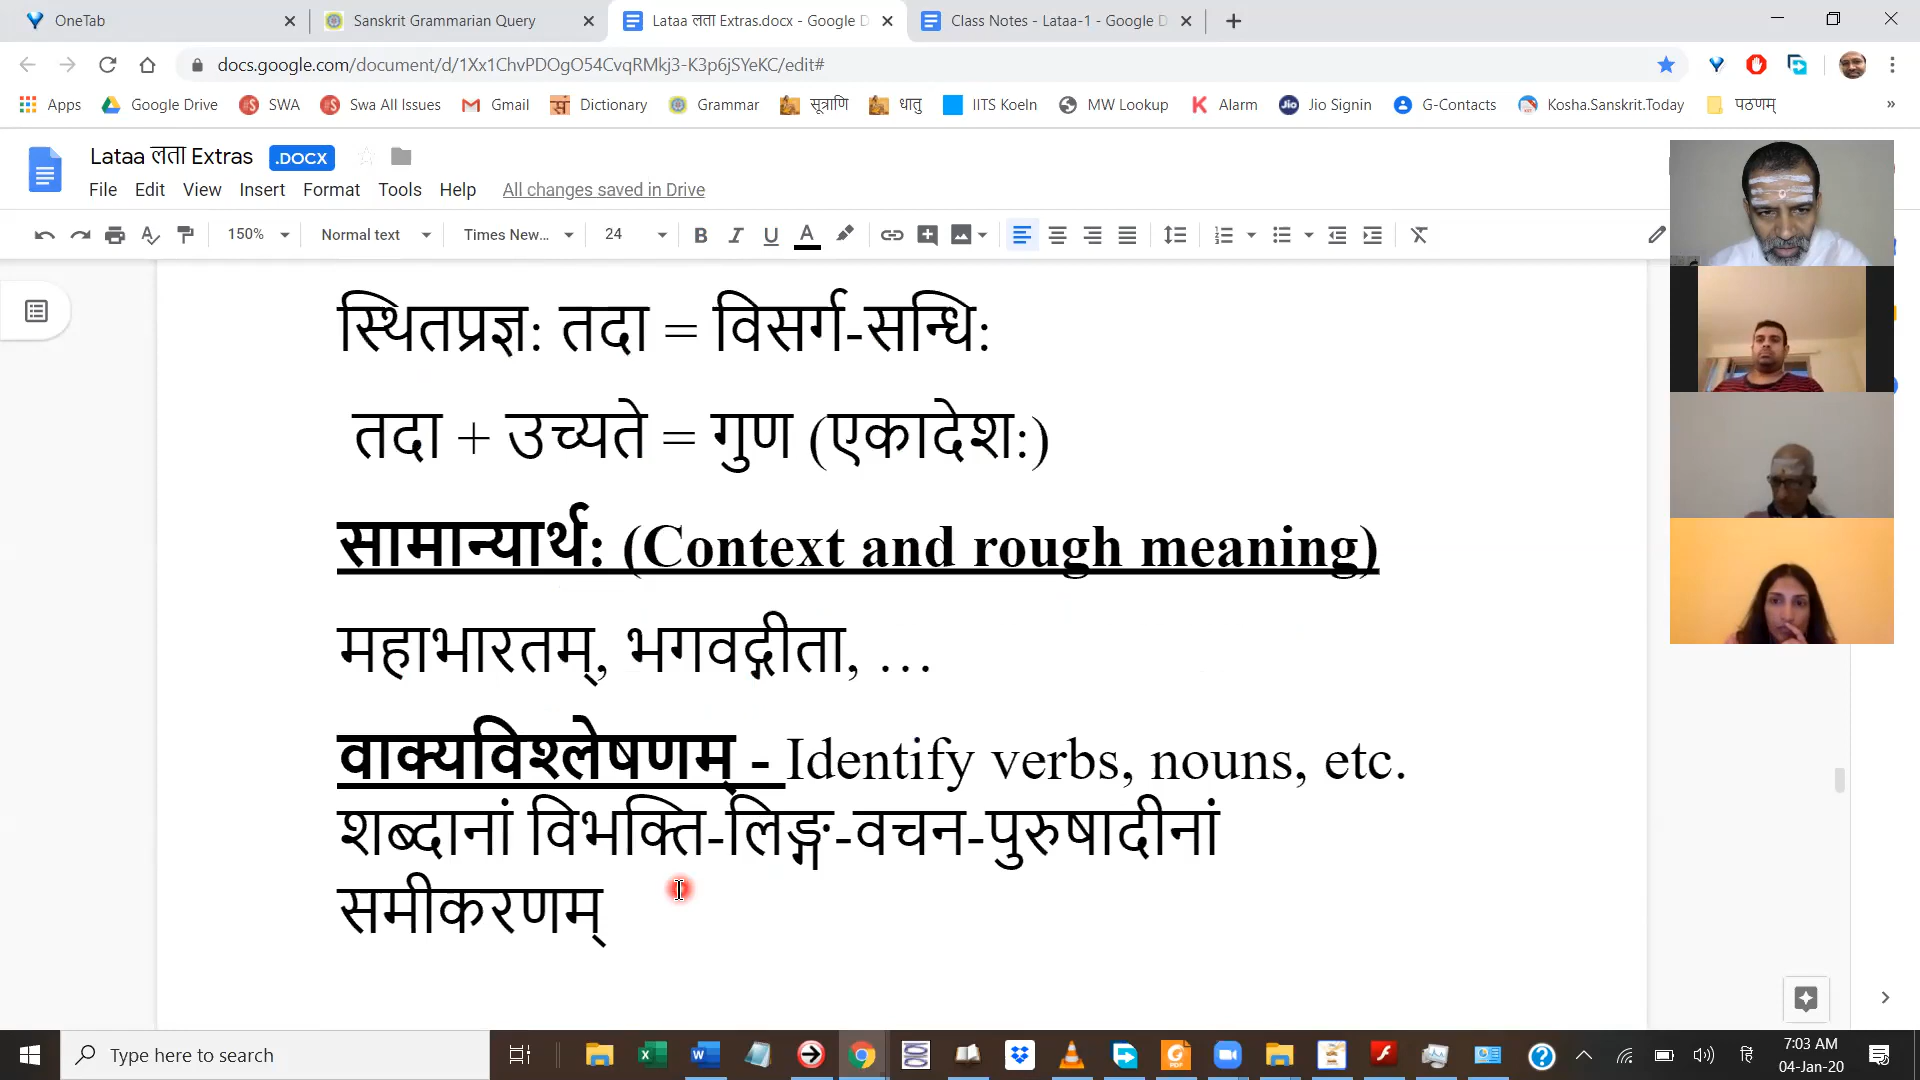 OneTab
Sanskrit Grammarian Query
Lataa लता Extras.docx - Google D
Class Notes - Lataa-1 - Google D
docs.google.com/document/d/1Xx1ChvPDOgO54CvqRMkj3-K3p6jSYeKC/edit#
Apps Google Drive SWA Swa All Issues Gmail Dictionary Grammar सूत्राणि धातु IITS Koeln MW Lookup Alarm Jio Signin G-Contacts Kosha.Sanskrit.Today पठणम् »
Lataa लता Extras .DOCX
File Edit View Insert Format Tools Help All changes saved in Drive
150% Normal text Times New... 24 B I U A
स्थितप्रज्ञः तदा = विसर्ग-सन्धिः
तदा + उच्यते = गुण (एकादेशः)
सामान्यार्थः (Context and rough meaning)
महाभारतम्, भगवद्गीता, …
वाक्यविश्लेषणम् - Identify verbs, nouns, etc.
शब्दानां विभक्ति-लिङ्ग-वचन-पुरुषादीनां
समीकरणम्
Type here to search
हि
7:03 AM
04-Jan-20